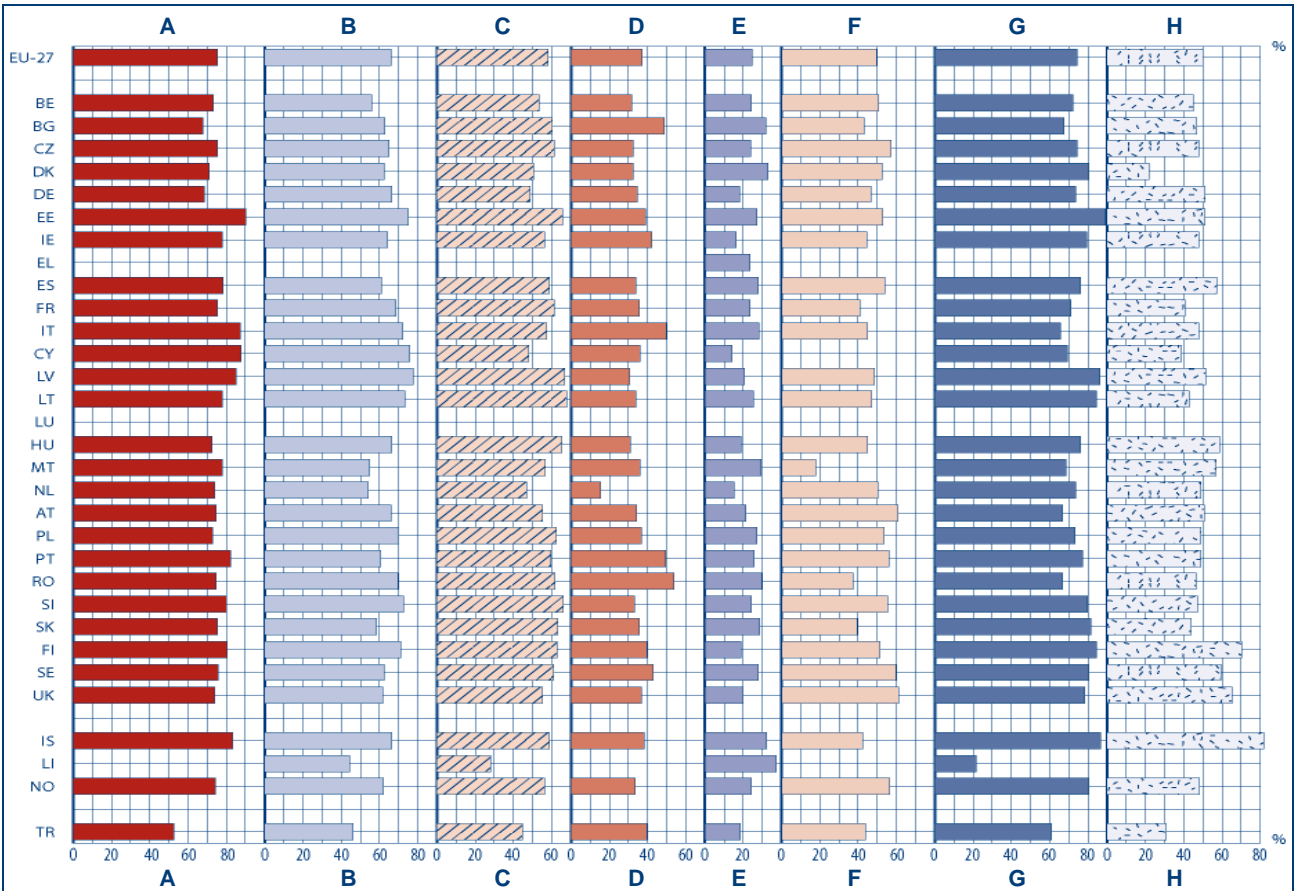 A B C D E F G H
%
EU-27
BE
BG
CZ
DK
DE
EE
IE
EL
ES
FR
IT
CY
LV
LT
LU
HU
MT
NL
AT
PL
PT
RO
SI
SK
FI
SE
UK
IS
LI
NO
TR
%
0 20 40 60 80 0 20 40 60 80 0 20 40 60 0 20 40 60 0 20 0 20 40 60 0 20 40 60 80 0 20 40 60 80
A B C D E F G H